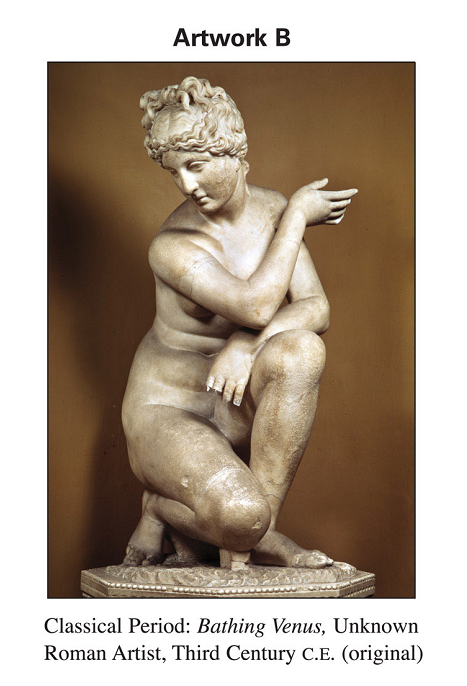 Artwork B
Classical Period: Bathing Venus, Unknown
Roman Artist, Third Century C.E. (original)